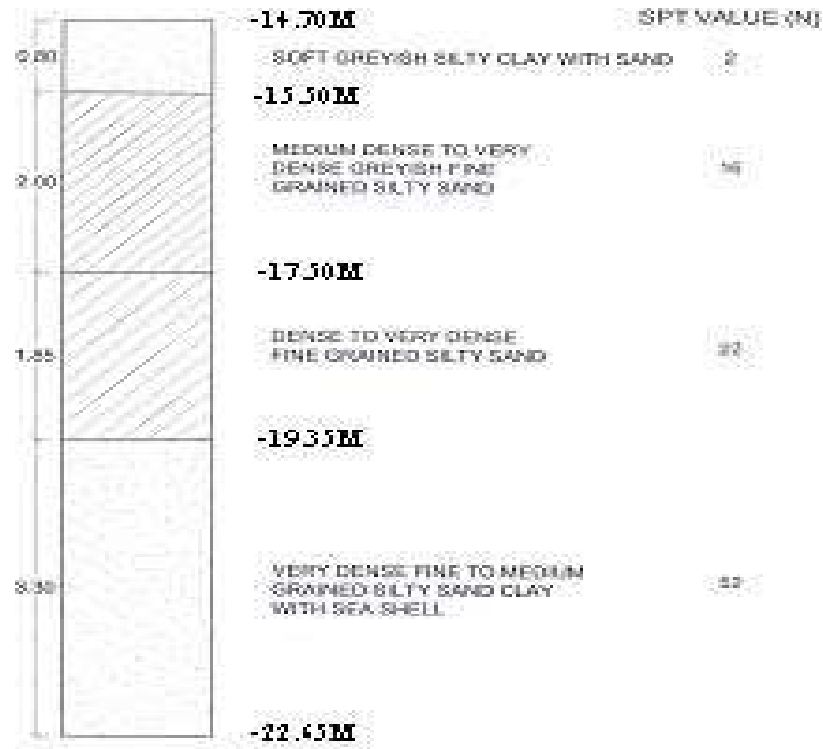 -14.70M
SPT VALUE (N)
0.80
SOFT GREYISH SILTY CLAY WITH SAND
2
-15.50M
MEDIUM DENSE TO VERY
DENSE GREYISH FINE
GRAINED SILTY SAND
2.00
-17.50M
DENSE TO VERY DENSE
FINE GRAINED SILTY SAND
1.85
-19.35M
VERY DENSE FINE TO MEDIUM
GRAINED SILTY SAND CLAY
WITH SEA SHELL
-22.65M